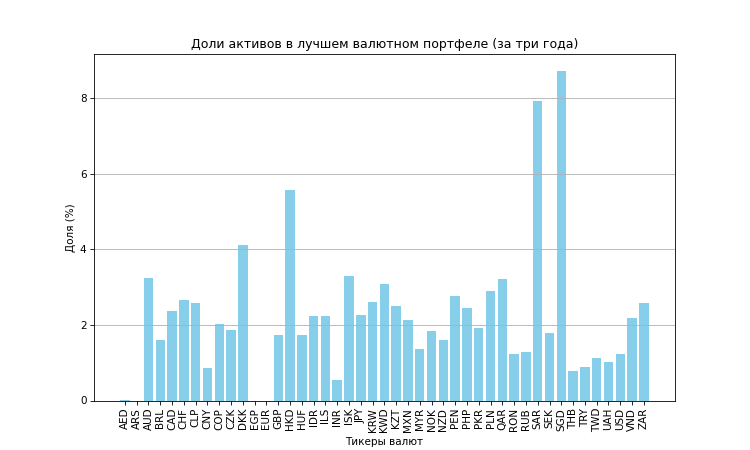 Доли активов в лучшем валютном портфеле (за три года)
Доля (%)
8
6
4
2
0
AED ARS AUD BRL CAD CHF CLP CNY COP CZK DKK EGP EUR GBP HKD HUF IDR ILS INR ISK JPY KRW KWD KZT MXN MYR NOK NZD PEN PHP PKR PLN QAR RON RUB SAR SEK SGD THB TRY TWD UAH USD VND ZAR
Тикеры валют